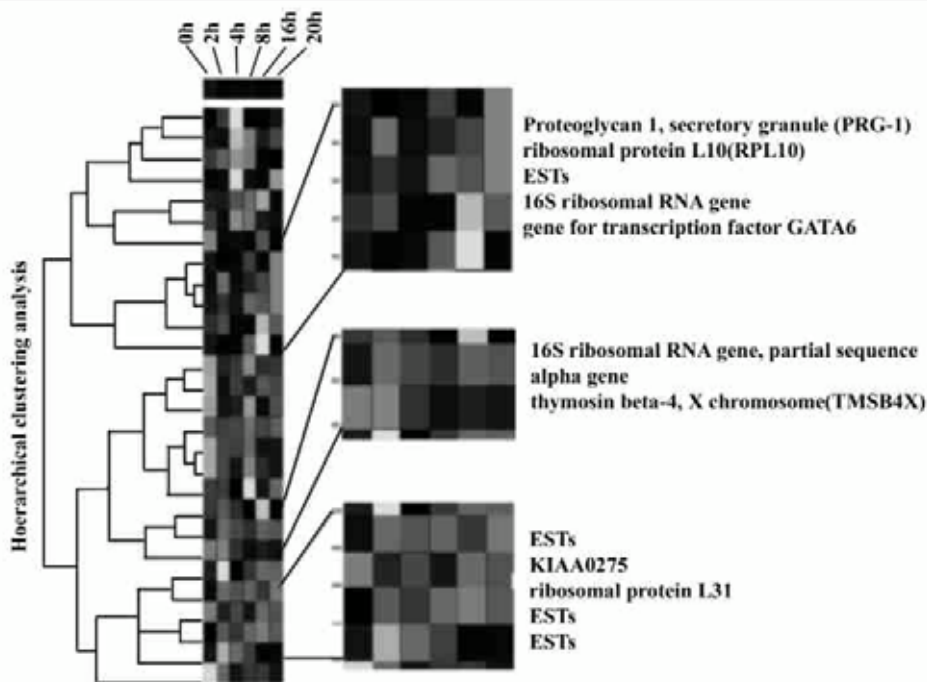 0h 2h 4h 8h 16h 20h
Hoerarchical clustering analysis
Proteoglycan 1, secretory granule (PRG-1)
ribosomal protein L10(RPL10)
ESTs
16S ribosomal RNA gene
gene for transcription factor GATA6
16S ribosomal RNA gene, partial sequence
alpha gene
thymosin beta-4, X chromosome(TMSB4X)
ESTs
KIAA0275
ribosomal protein L31
ESTs
ESTs